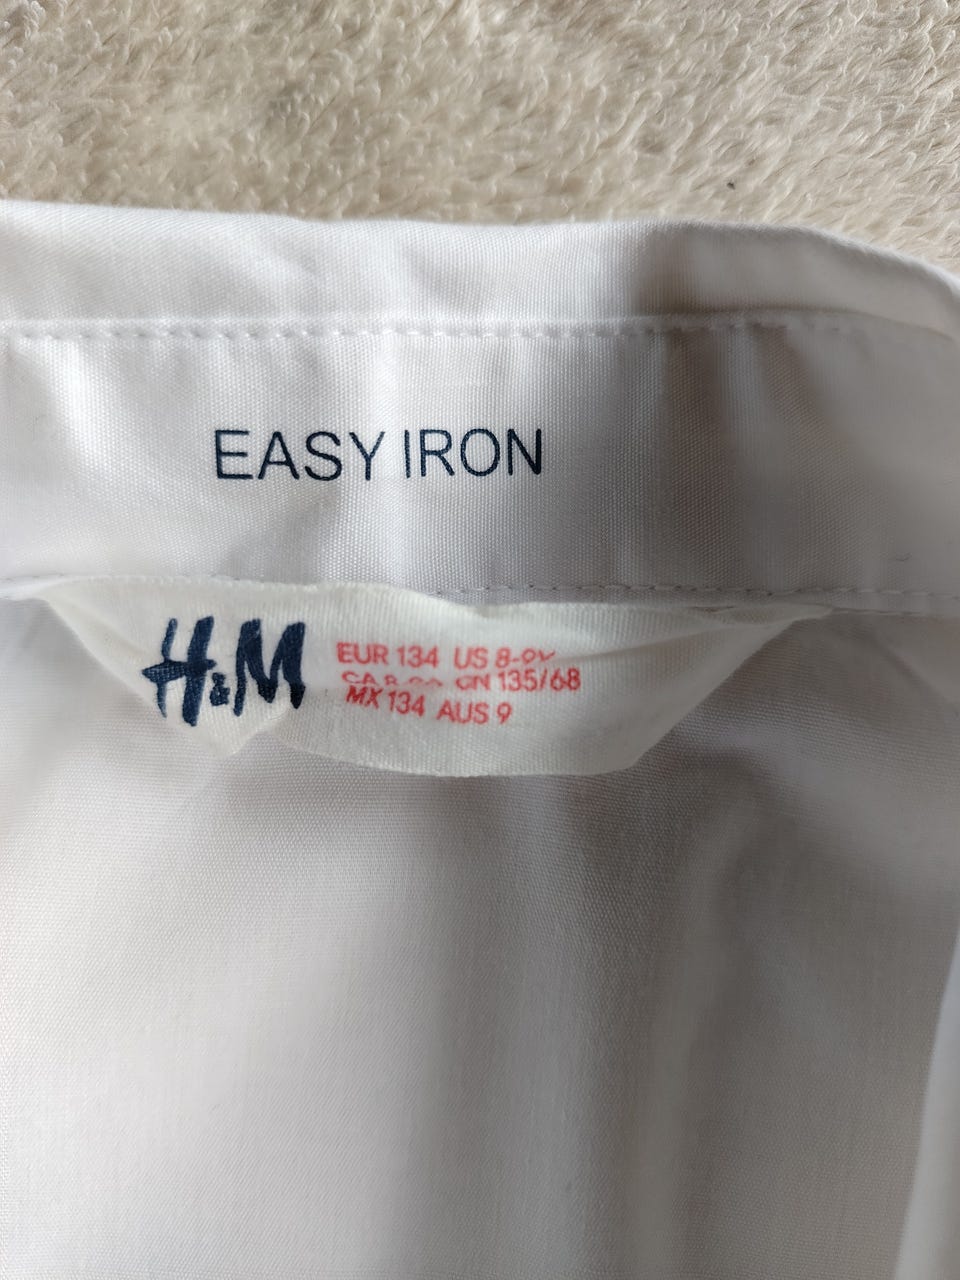 EASY IRON
H&M
EUR 134 US 8-9Y
CN 135/68
MX 134 AUS 9